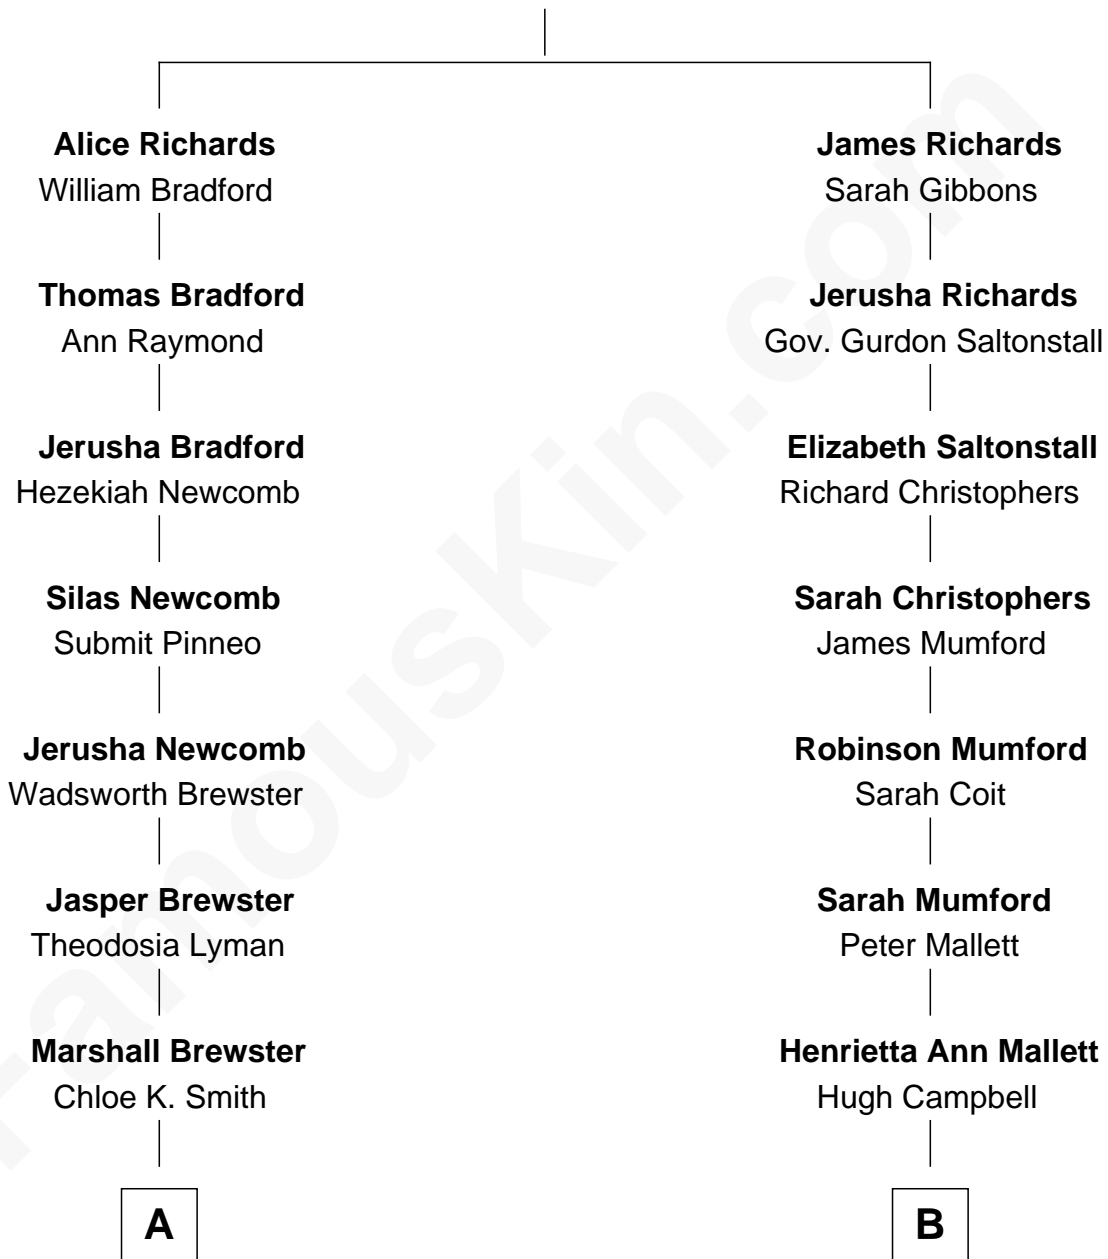 Alice Richards
William Bradford
James Richards
Sarah Gibbons
Thomas Bradford
Ann Raymond
Jerusha Richards
Gov. Gurdon Saltonstall
Jerusha Bradford
Hezekiah Newcomb
Elizabeth Saltonstall
Richard Christophers
Silas Newcomb
Submit Pinneo
Sarah Christophers
James Mumford
Jerusha Newcomb
Wadsworth Brewster
Robinson Mumford
Sarah Coit
Jasper Brewster
Theodosia Lyman
Sarah Mumford
Peter Mallett
Marshall Brewster
Chloe K. Smith
Henrietta Ann Mallett
Hugh Campbell
A
B
FamousKin.com